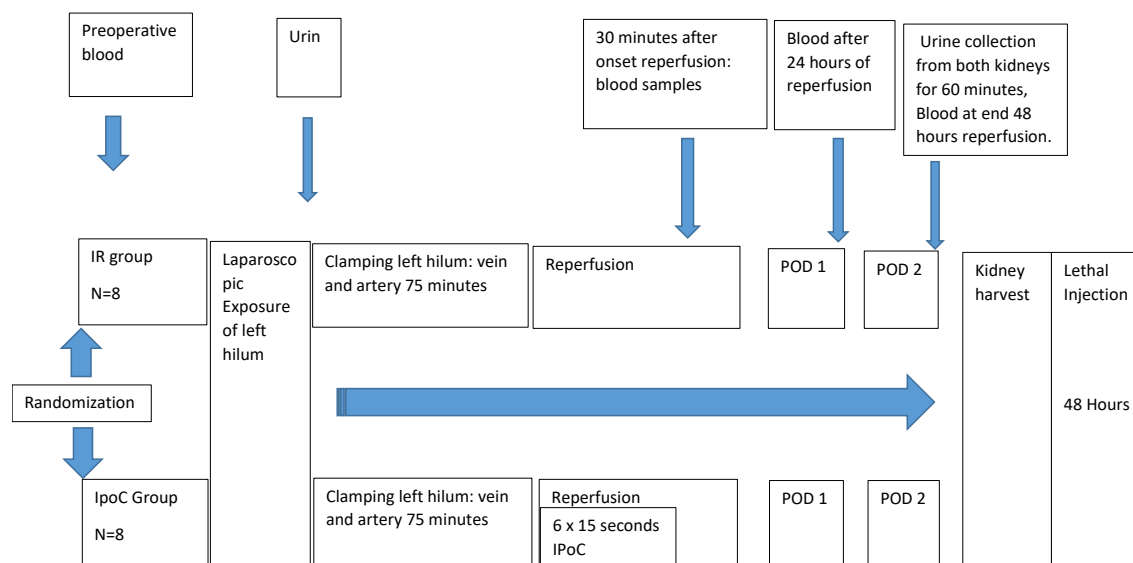 Preoperative
blood
Urin
30 minutes after
onset reperfusion:
blood samples
Blood after
24 hours of
reperfusion
Urine collection
from both kidneys
for 60 minutes,
Blood at end 48
hours reperfusion.
IR group
N=8
Laparosco
pic
Exposure
of left
hilum
Clamping left hilum: vein
and artery 75 minutes
Reperfusion
POD 1
POD 2
Kidney
harvest
Lethal
Injection
48 Hours
Randomization
IpoC Group
N=8
Clamping left hilum: vein
and artery 75 minutes
Reperfusion
6 x 15 seconds
IPoC
POD 1
POD 2